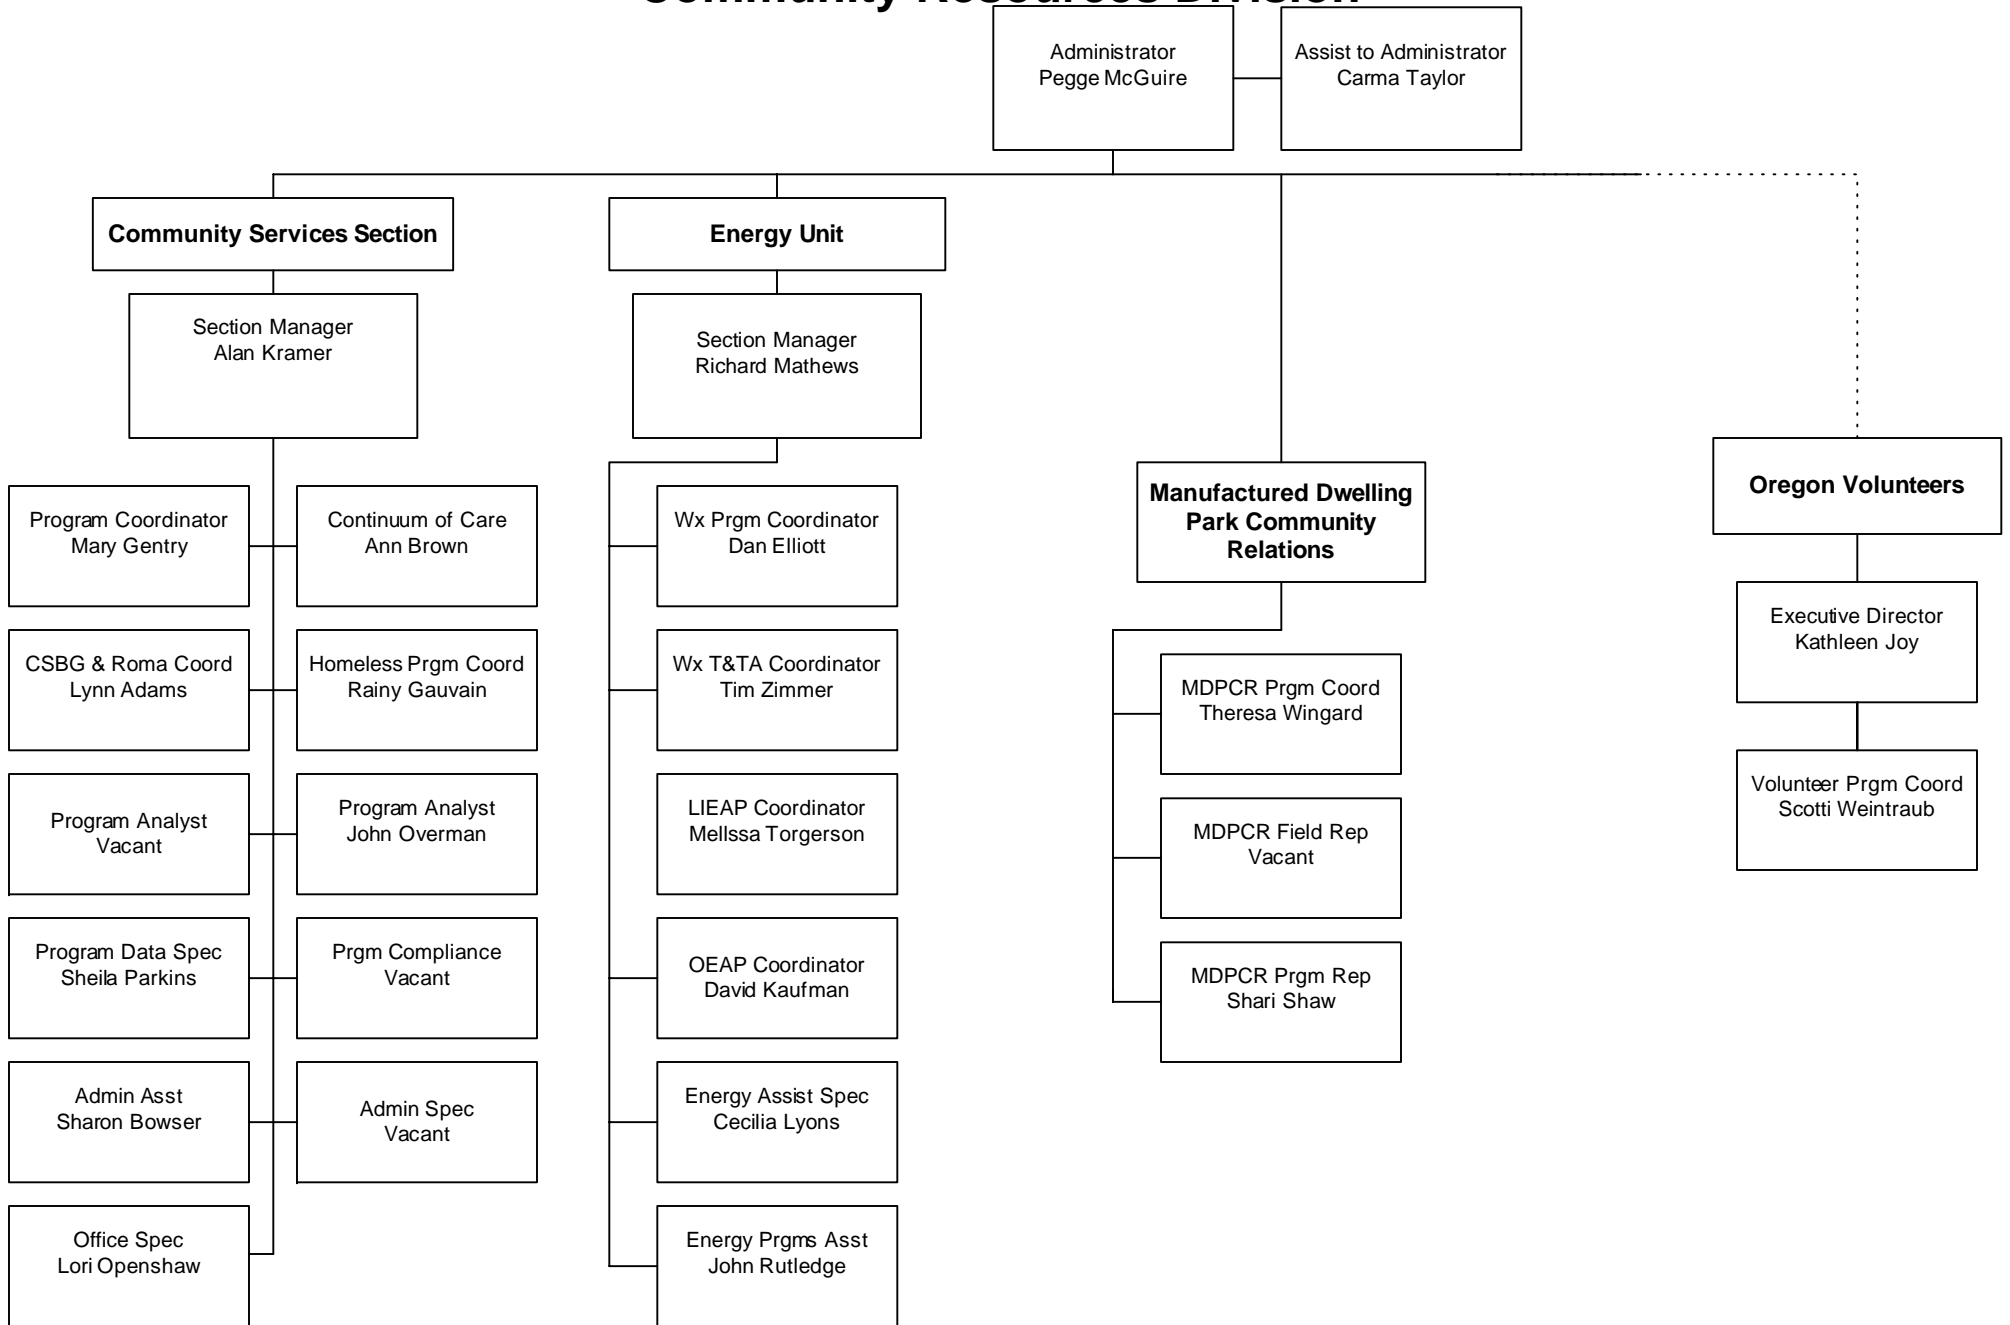 Community Resources Division
Administrator
Pegge McGuire
Assist to Administrator
Carma Taylor
Community Services Section
Section Manager
Alan Kramer
Program Coordinator
Mary Gentry
Continuum of Care
Ann Brown
CSBG & Roma Coord
Lynn Adams
Homeless Prgm Coord
Rainy Gauvain
Program Analyst
Vacant
Program Analyst
John Overman
Program Data Spec
Sheila Parkins
Prgm Compliance
Vacant
Admin Asst
Sharon Bowser
Admin Spec
Vacant
Office Spec
Lori Openshaw
Energy Unit
Section Manager
Richard Mathews
Wx Prgm Coordinator
Dan Elliott
Wx T&TA Coordinator
Tim Zimmer
LIEAP Coordinator
Mellssa Torgerson
OEAP Coordinator
David Kaufman
Energy Assist Spec
Cecilia Lyons
Energy Prgms Asst
John Rutledge
Manufactured Dwelling
Park Community
Relations
MDPCR Prgm Coord
Theresa Wingard
MDPCR Field Rep
Vacant
MDPCR Prgm Rep
Shari Shaw
Oregon Volunteers
Executive Director
Kathleen Joy
Volunteer Prgm Coord
Scotti Weintraub